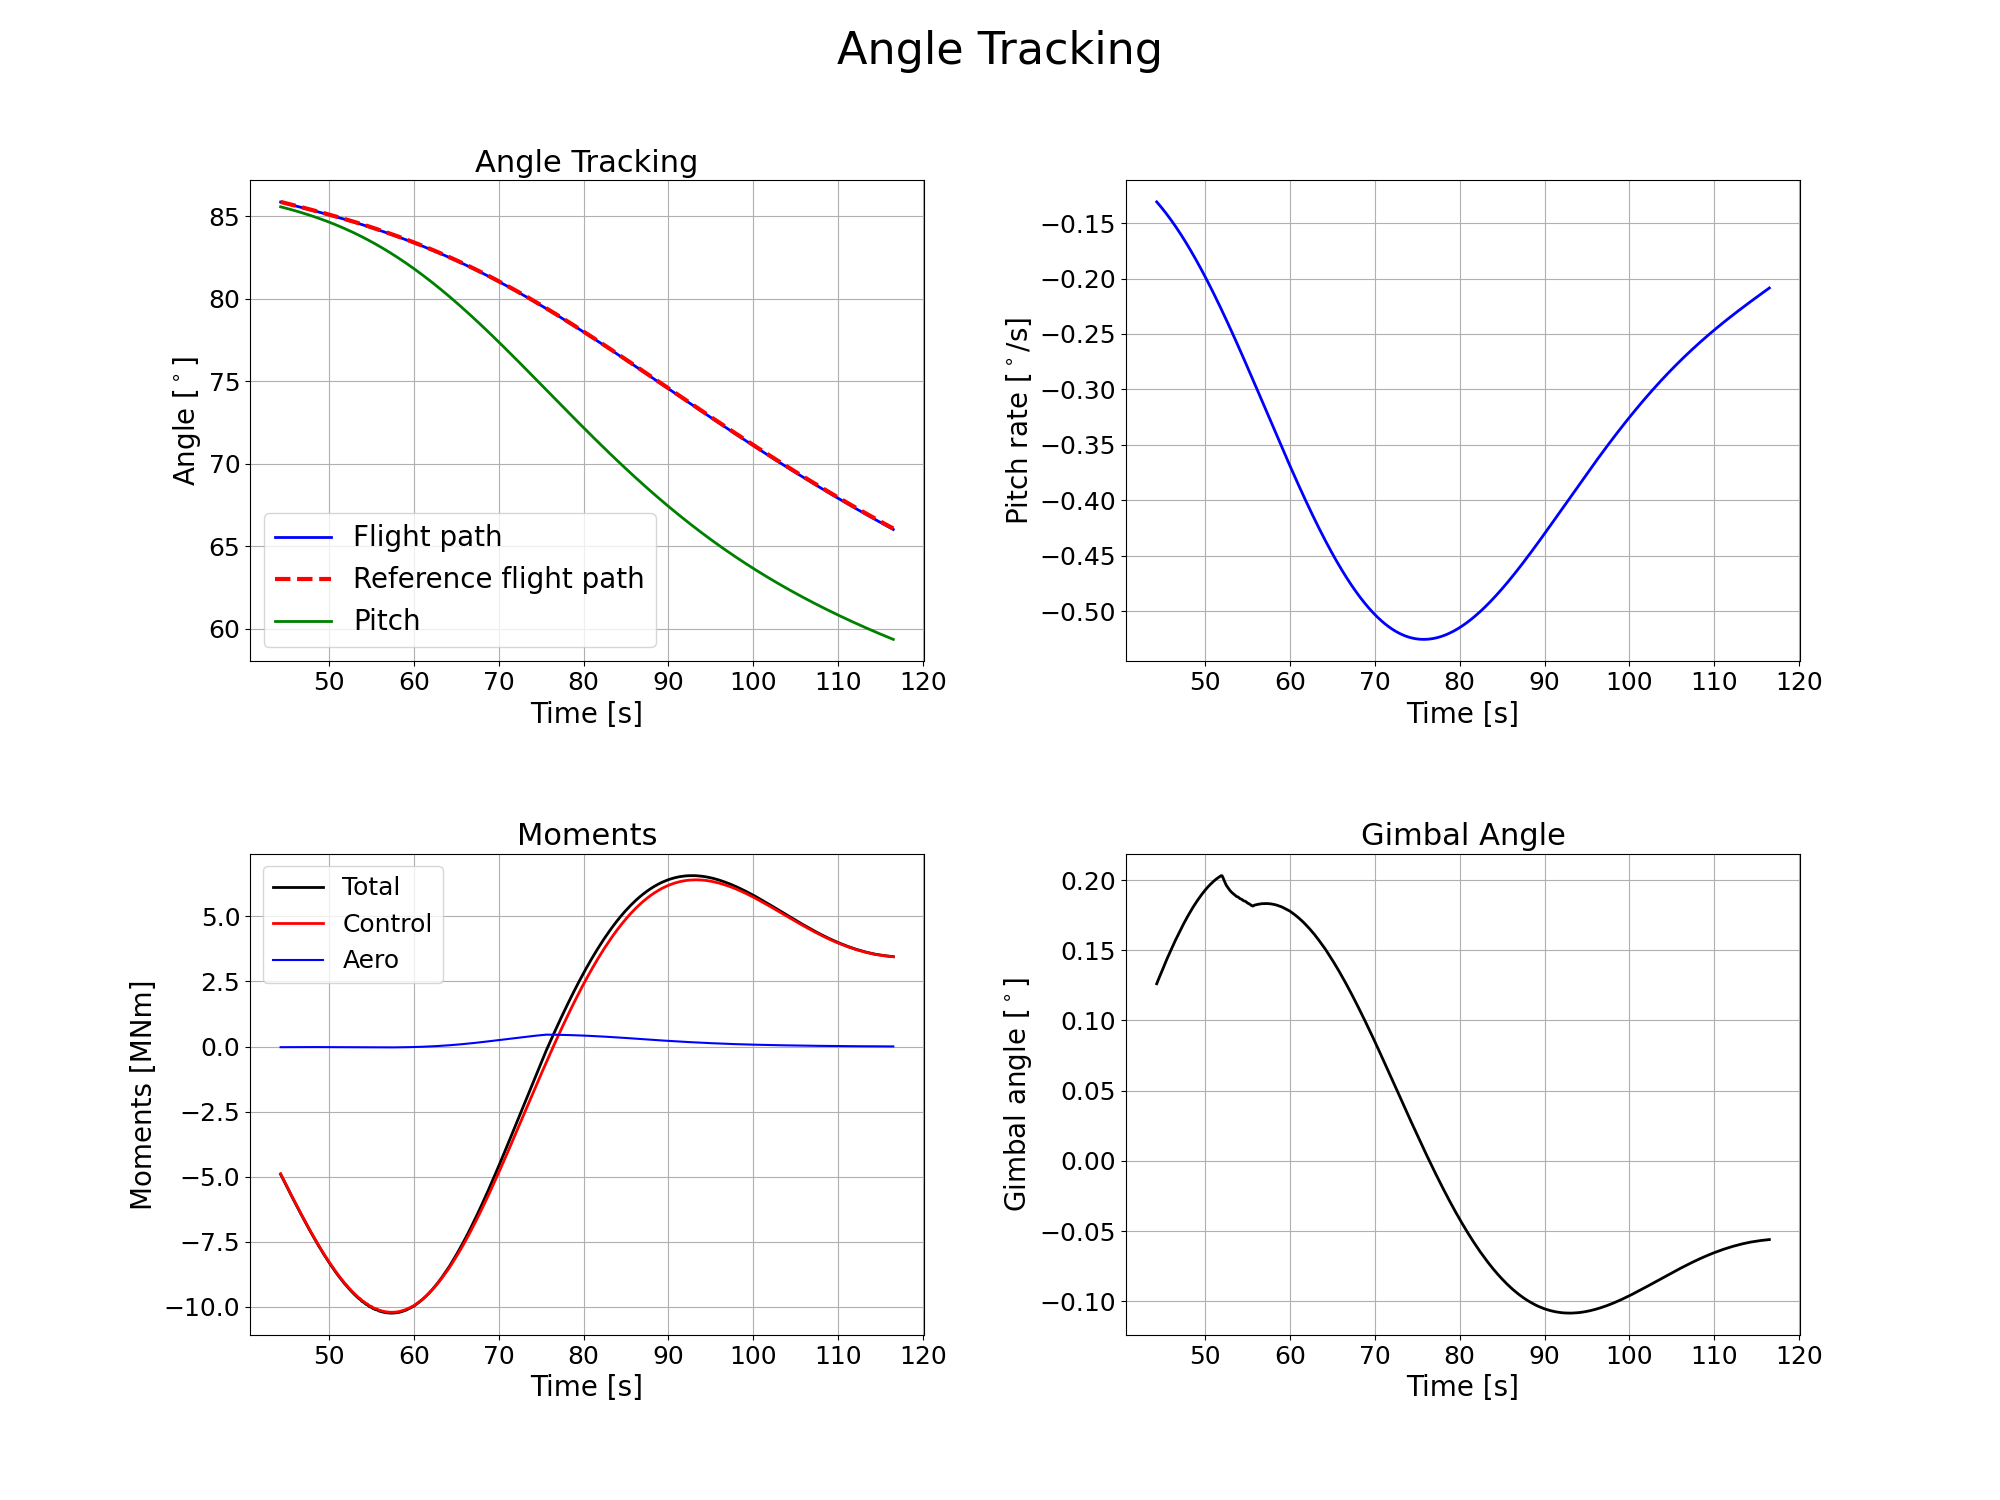 Angle Tracking
Angle Tracking
85
80
75
70
65
60
Angle [°]
Flight path
Reference flight path
Pitch
50 60 70 80 90 100 110 120
Time [s]
−0.15
−0.20
−0.25
−0.30
−0.35
−0.40
−0.45
−0.50
Pitch rate [°/s]
50 60 70 80 90 100 110 120
Time [s]
Moments
Total
Control
Aero
5.0
2.5
0.0
−2.5
−5.0
−7.5
−10.0
Moments [MNm]
50 60 70 80 90 100 110 120
Time [s]
Gimbal Angle
0.20
0.15
0.10
0.05
0.00
−0.05
−0.10
Gimbal angle [°]
50 60 70 80 90 100 110 120
Time [s]